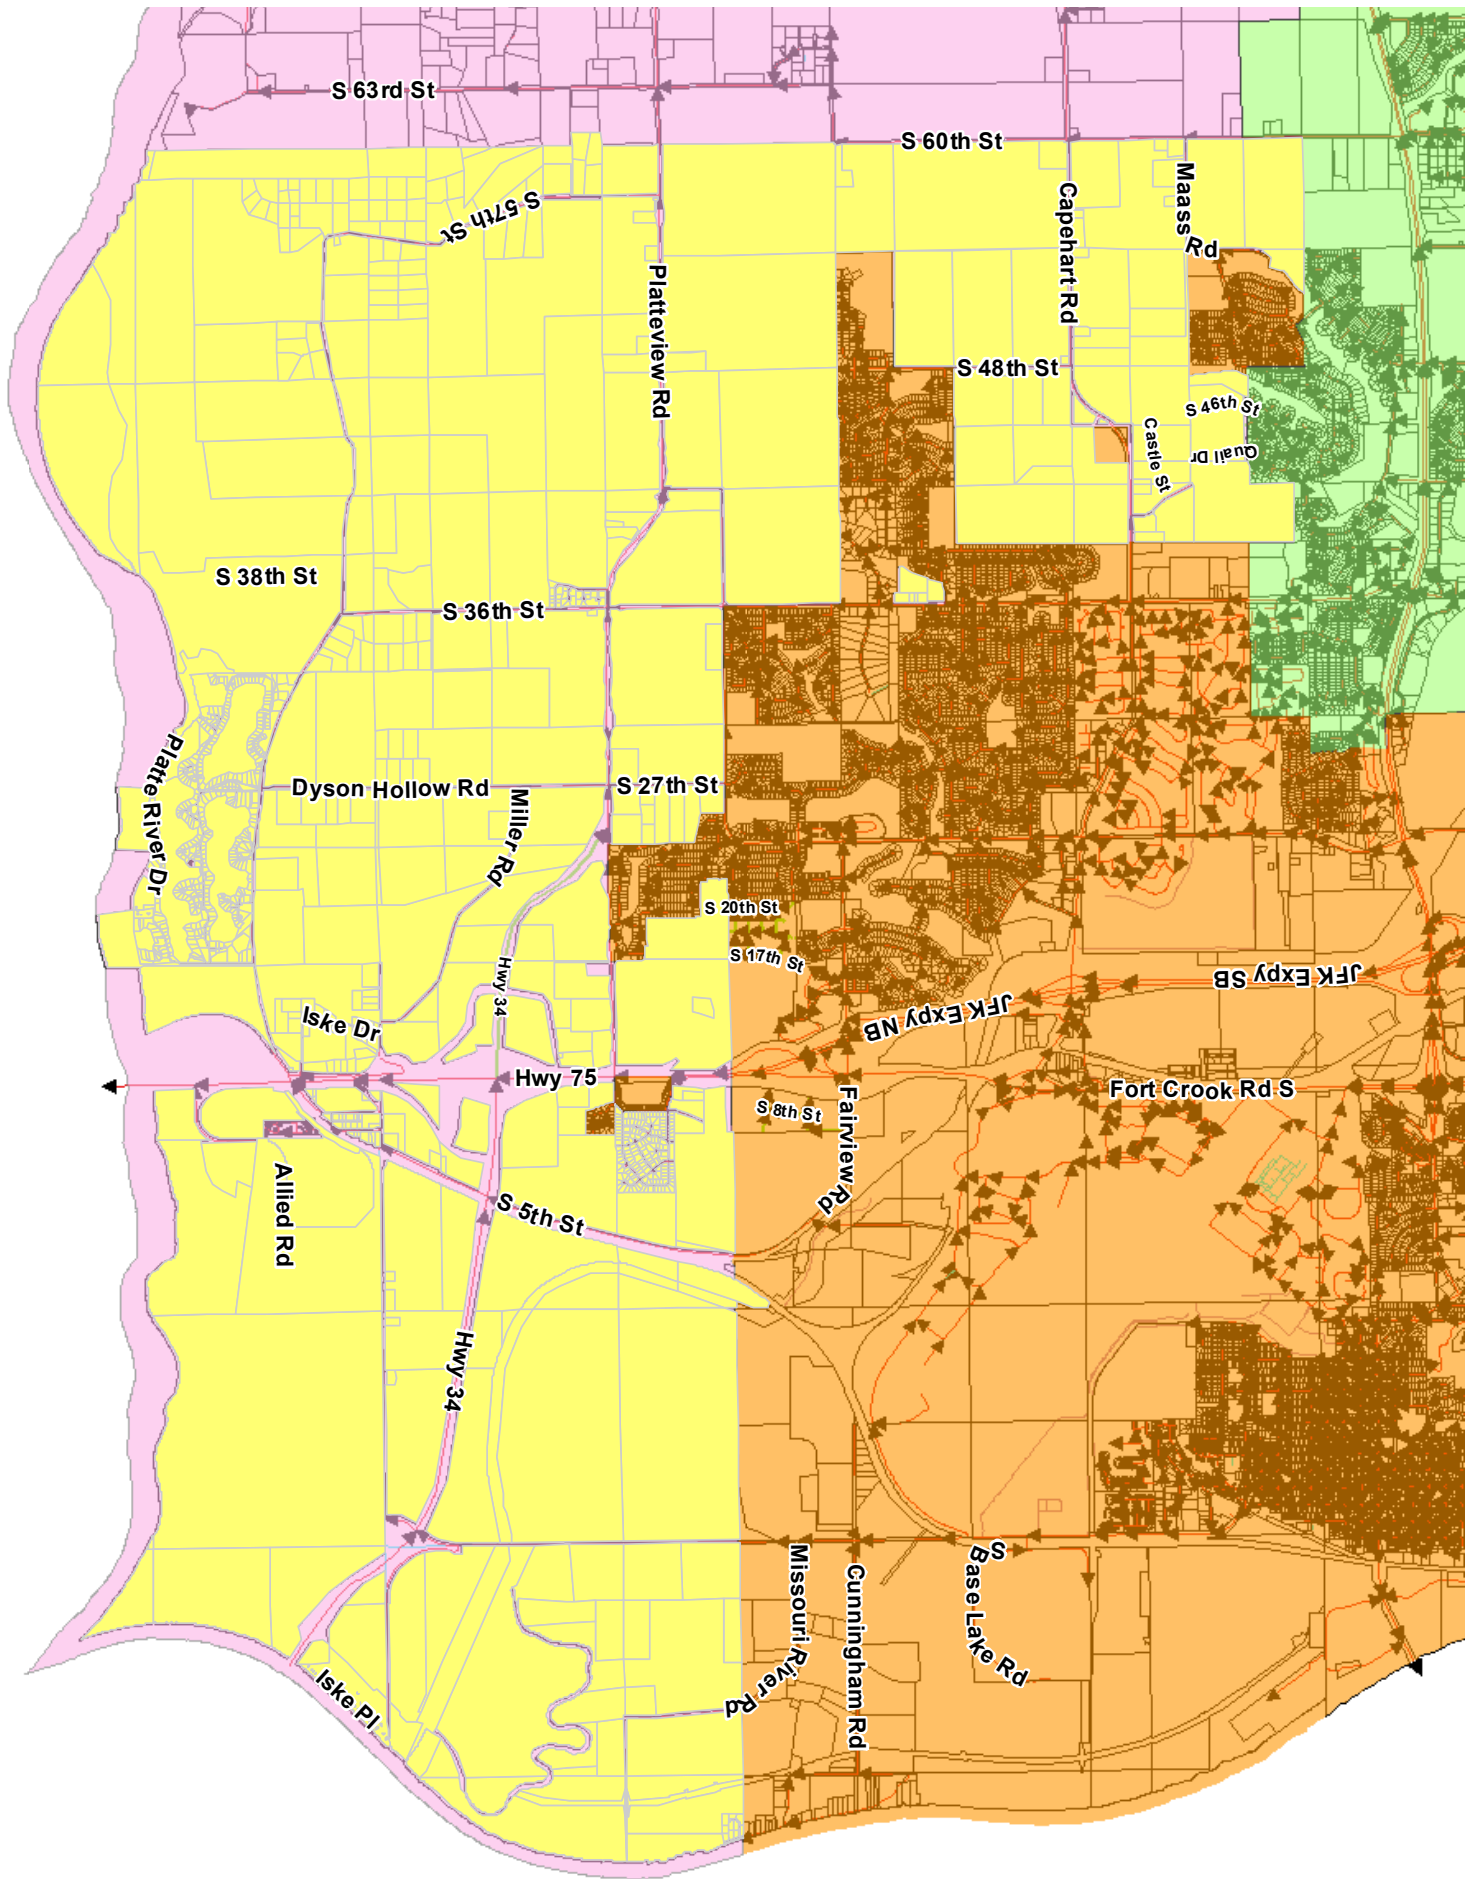 S 63rd St
S 60th St
Maass Rd
S 57th St
Capehart Rd
Platteview Rd
S 48th St
S 46th St
Castle St
Quail Dr
S 38th St
S 36th St
Platte River Dr
Dyson Hollow Rd
S 27th St
Miller Rd
S 20th St
S 17th St
Hwy 34
JFK Expy SB
JFK Expy NB
Iske Dr
Hwy 75
Fort Crook Rd S
S 8th St
Fairview Rd
Allied Rd
S 5th St
Hwy 34
Missouri River Rd
Cunningham Rd
S Base Lake Rd
Iske Pl